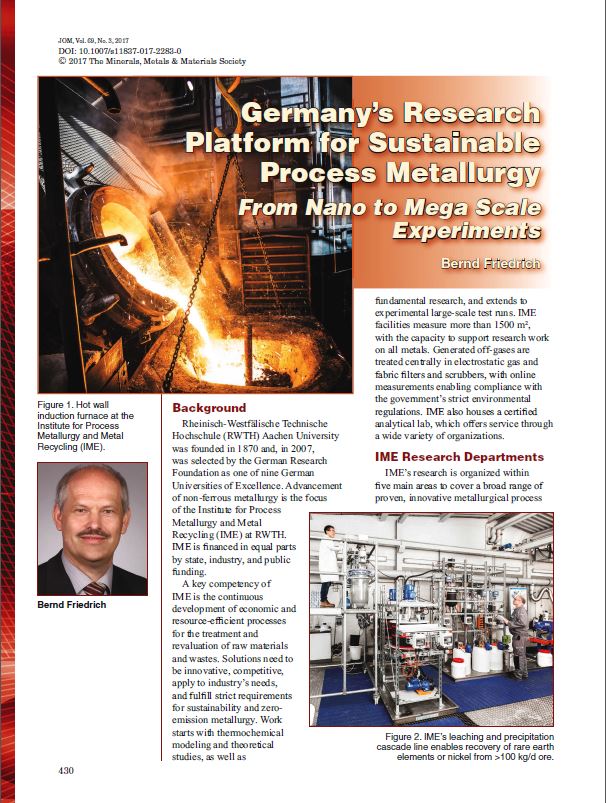 JOM, Vol. 69, No. 3, 2017
DOI: 10.1007/s11837-017-2283-0
© 2017 The Minerals, Metals & Materials Society
Germany's Research
Platform for Sustainable
Process Metallurgy
From Nano to Mega Scale
Experiments
Bernd Friedrich
Figure 1. Hot wall
induction furnace at the
Institute for Process
Metallurgy and Metal
Recycling (IME).
Bernd Friedrich
Background
Rheinisch-Westfälische Technische
Hochschule (RWTH) Aachen University
was founded in 1870 and, in 2007,
was selected by the German Research
Foundation as one of nine German
Universities of Excellence. Advancement
of non-ferrous metallurgy is the focus
of the Institute for Process
Metallurgy and Metal
Recycling (IME) at RWTH.
IME is financed in equal parts
by state, industry, and public
funding.
A key competency of
IME is the continuous
development of economic and
resource-efficient processes
for the treatment and
revaluation of raw materials
and wastes. Solutions need to
be innovative, competitive,
apply to industry's needs,
and fulfill strict requirements
for sustainability and zero-
emission metallurgy. Work
starts with thermochemical
modeling and theoretical
studies, as well as
fundamental research, and extends to
experimental large-scale test runs. IME
facilities measure more than 1500 m²,
with the capacity to support research work
on all metals. Generated off-gases are
treated centrally in electrostatic gas and
fabric filters and scrubbers, with online
measurements enabling compliance with
the government's strict environmental
regulations. IME also houses a certified
analytical lab, which offers service through
a wide variety of organizations.
IME Research Departments
IME's research is organized within
five main areas to cover a broad range of
proven, innovative metallurgical process
Figure 2. IME's leaching and precipitation
cascade line enables recovery of rare earth
elements or nickel from >100 kg/d ore.
430